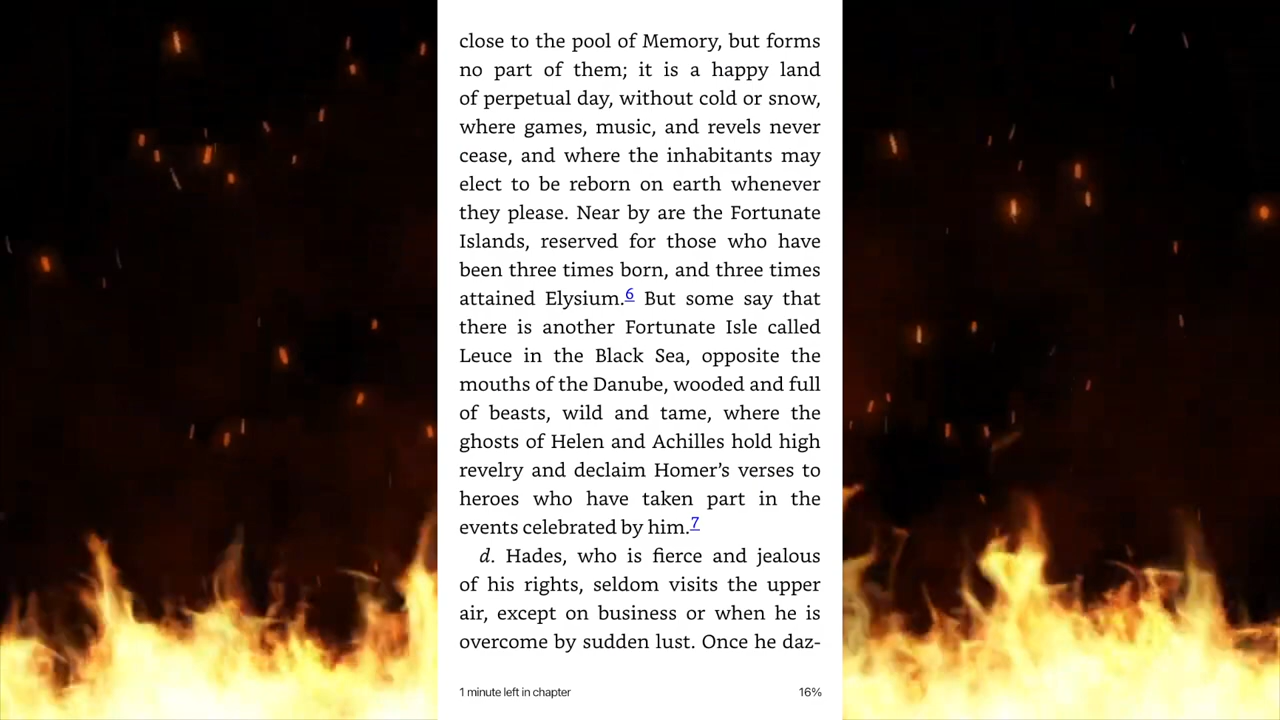 close to the pool of Memory, but forms
no part of them; it is a happy land
of perpetual day, without cold or snow,
where games, music, and revels never
cease, and where the inhabitants may
elect to be reborn on earth whenever
they please. Near by are the Fortunate
Islands, reserved for those who have
been three times born, and three times
attained Elysium.6 But some say that
there is another Fortunate Isle called
Leuce in the Black Sea, opposite the
mouths of the Danube, wooded and full
of beasts, wild and tame, where the
ghosts of Helen and Achilles hold high
revelry and declaim Homer’s verses to
heroes who have taken part in the
events celebrated by him.7
d. Hades, who is fierce and jealous
of his rights, seldom visits the upper
air, except on business or when he is
overcome by sudden lust. Once he daz-
1 minute left in chapter 16%